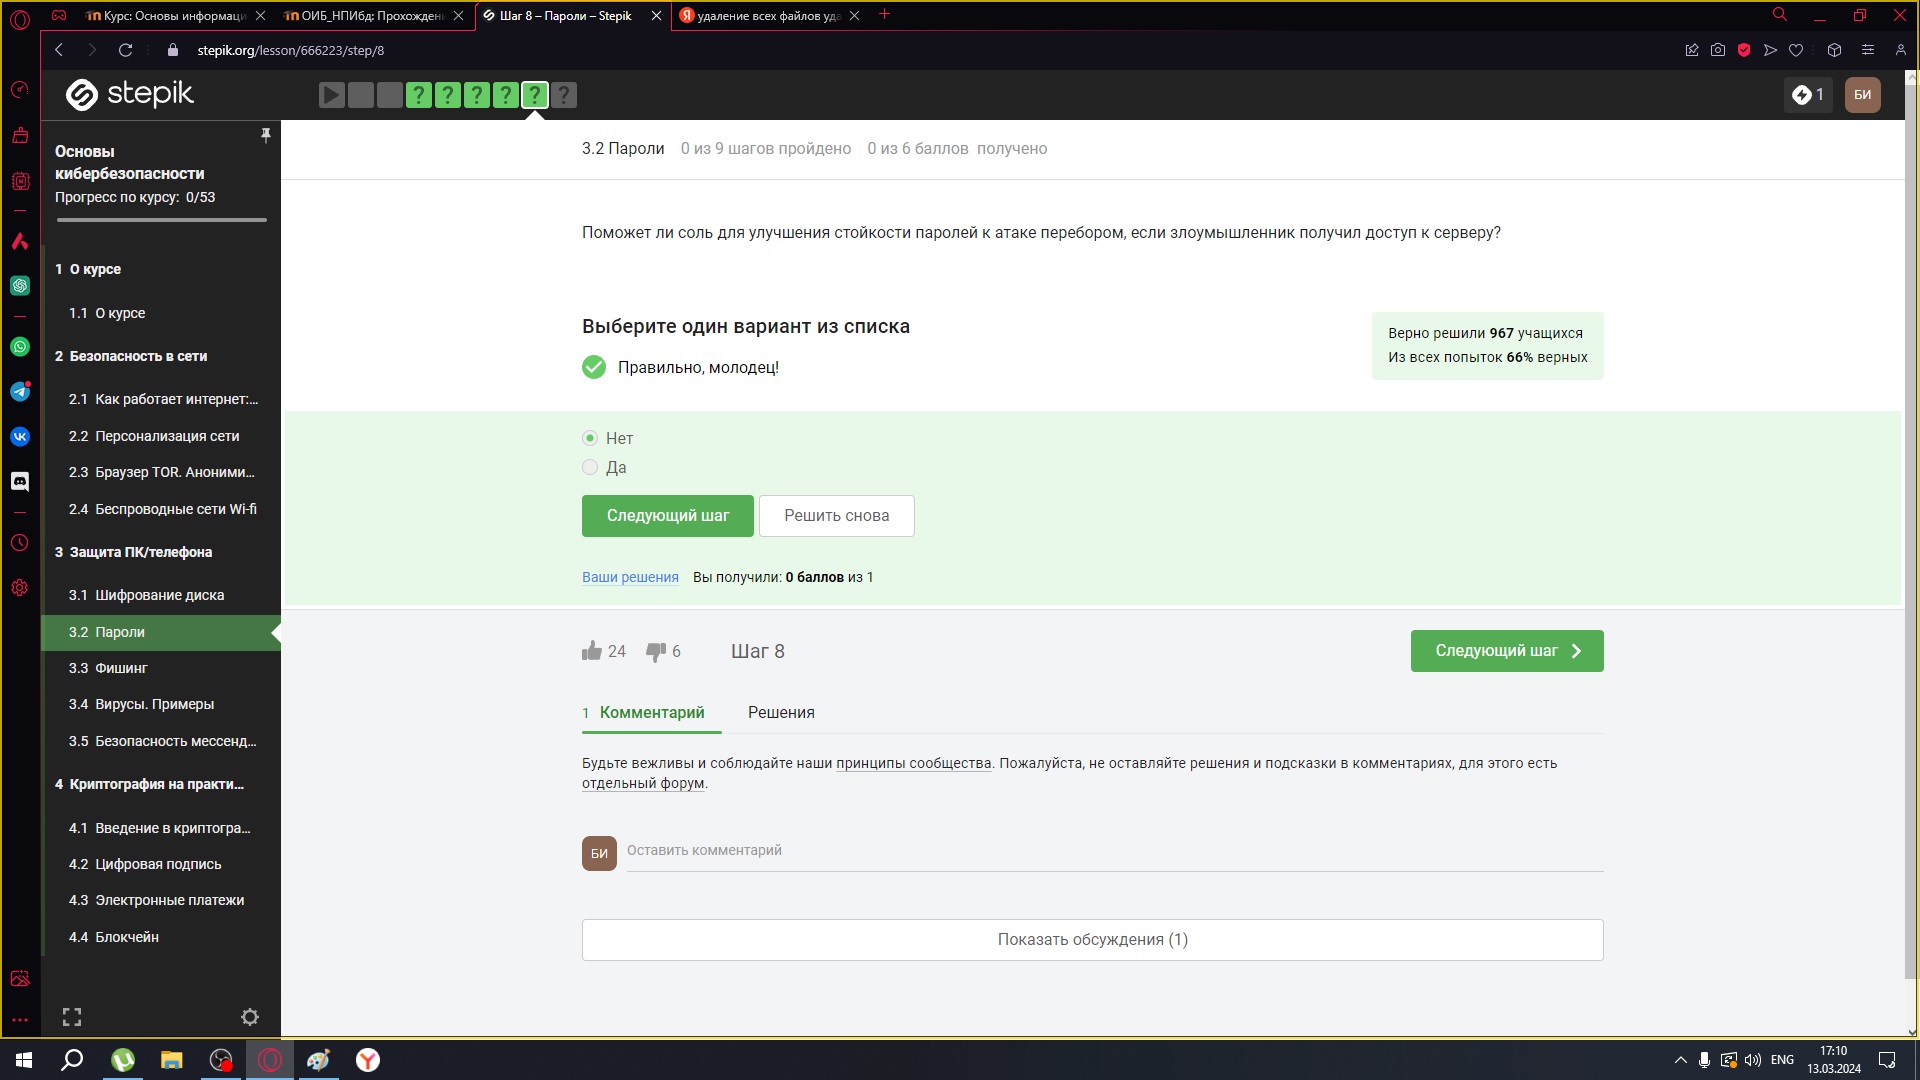 Курс: Основы информаци
ОИБ_НПИбд: Прохожден
Шаг 8 – Пароли – Stepik
удаление всех файлов уда
stepik.org/lesson/666223/step/8
stepik
1
БИ
Основы
кибербезопасности
Прогресс по курсу: 0/53
1 О курсе
1.1 О курсе
2 Безопасность в сети
2.1 Как работает интернет:...
2.2 Персонализация сети
2.3 Браузер TOR. Аноними...
2.4 Беспроводные сети Wi-fi
3 Защита ПК/телефона
3.1 Шифрование диска
3.2 Пароли
3.3 Фишинг
3.4 Вирусы. Примеры
3.5 Безопасность мессенд...
4 Криптография на практи...
4.1 Введение в криптогра...
4.2 Цифровая подпись
4.3 Электронные платежи
4.4 Блокчейн
3.2 Пароли 0 из 9 шагов пройдено 0 из 6 баллов получено
Поможет ли соль для улучшения стойкости паролей к атаке перебором, если злоумышленник получил доступ к серверу?
Выберите один вариант из списка
Правильно, молодец!
Верно решили 967 учащихся
Из всех попыток 66% верных
Нет
Да
Следующий шаг
Решить снова
Ваши решения Вы получили: 0 баллов из 1
24 6 Шаг 8
Следующий шаг
1 Комментарий Решения
Будьте вежливы и соблюдайте наши принципы сообщества. Пожалуйста, не оставляйте решения и подсказки в комментариях, для этого есть
отдельный форум.
БИ
Оставить комментарий
Показать обсуждения (1)
ENG
17:10
13.03.2024